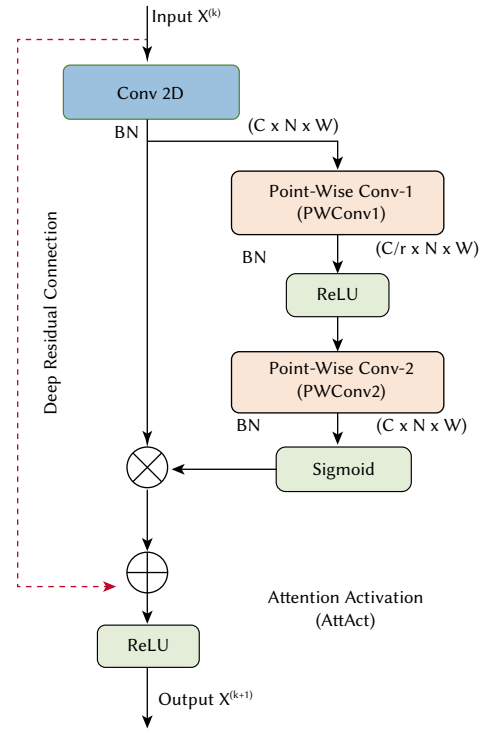 Input X(k)
Conv 2D
BN
(C x N x W)
Point-Wise Conv-1
(PWConv1)
BN
(C/r x N x W)
ReLU
Point-Wise Conv-2
(PWConv2)
BN
(C x N x W)
Sigmoid
Deep Residual Connection
Attention Activation
(AttAct)
ReLU
Output X(k+1)